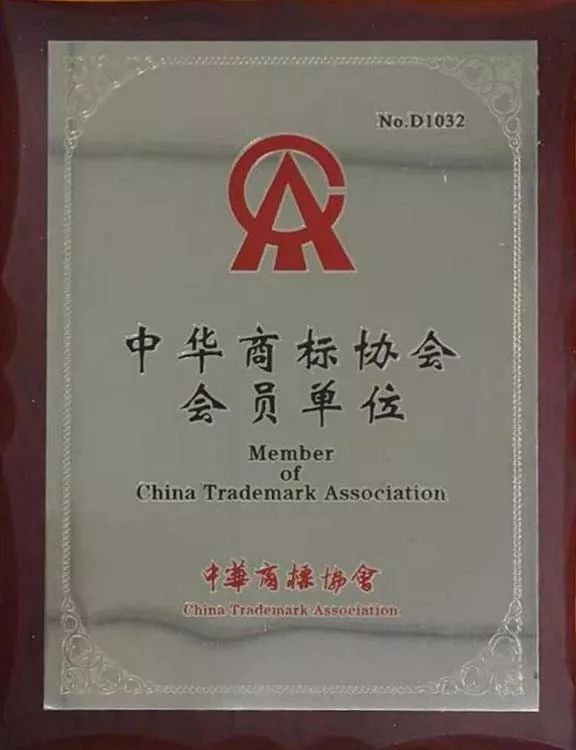 No.D1032
中华商标协会
会员单位
Member
of
China Trademark Association
中華商標協會
China Trademark Association